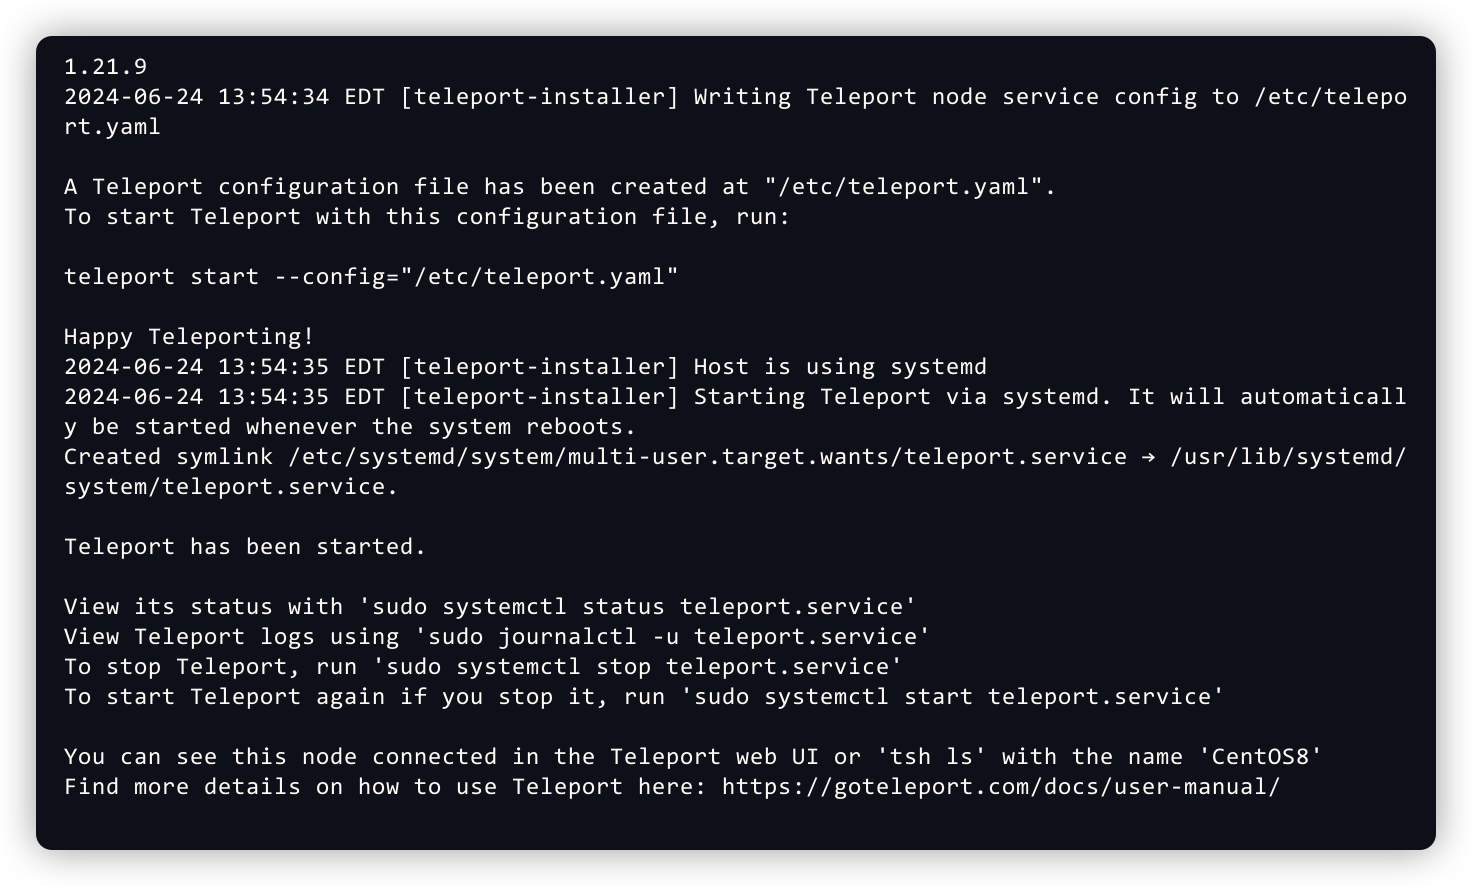 1.21.9
2024-06-24 13:54:34 EDT [teleport-installer] Writing Teleport node service config to /etc/telepo
rt.yaml
A Teleport configuration file has been created at "/etc/teleport.yaml".
To start Teleport with this configuration file, run:
teleport start --config="/etc/teleport.yaml"
Happy Teleporting!
2024-06-24 13:54:35 EDT [teleport-installer] Host is using systemd
2024-06-24 13:54:35 EDT [teleport-installer] Starting Teleport via systemd. It will automaticall
y be started whenever the system reboots.
Created symlink /etc/systemd/system/multi-user.target.wants/teleport.service → /usr/lib/systemd/
system/teleport.service.
Teleport has been started.
View its status with 'sudo systemctl status teleport.service'
View Teleport logs using 'sudo journalctl -u teleport.service'
To stop Teleport, run 'sudo systemctl stop teleport.service'
To start Teleport again if you stop it, run 'sudo systemctl start teleport.service'
You can see this node connected in the Teleport web UI or 'tsh ls' with the name 'CentOS8'
Find more details on how to use Teleport here: https://goteleport.com/docs/user-manual/